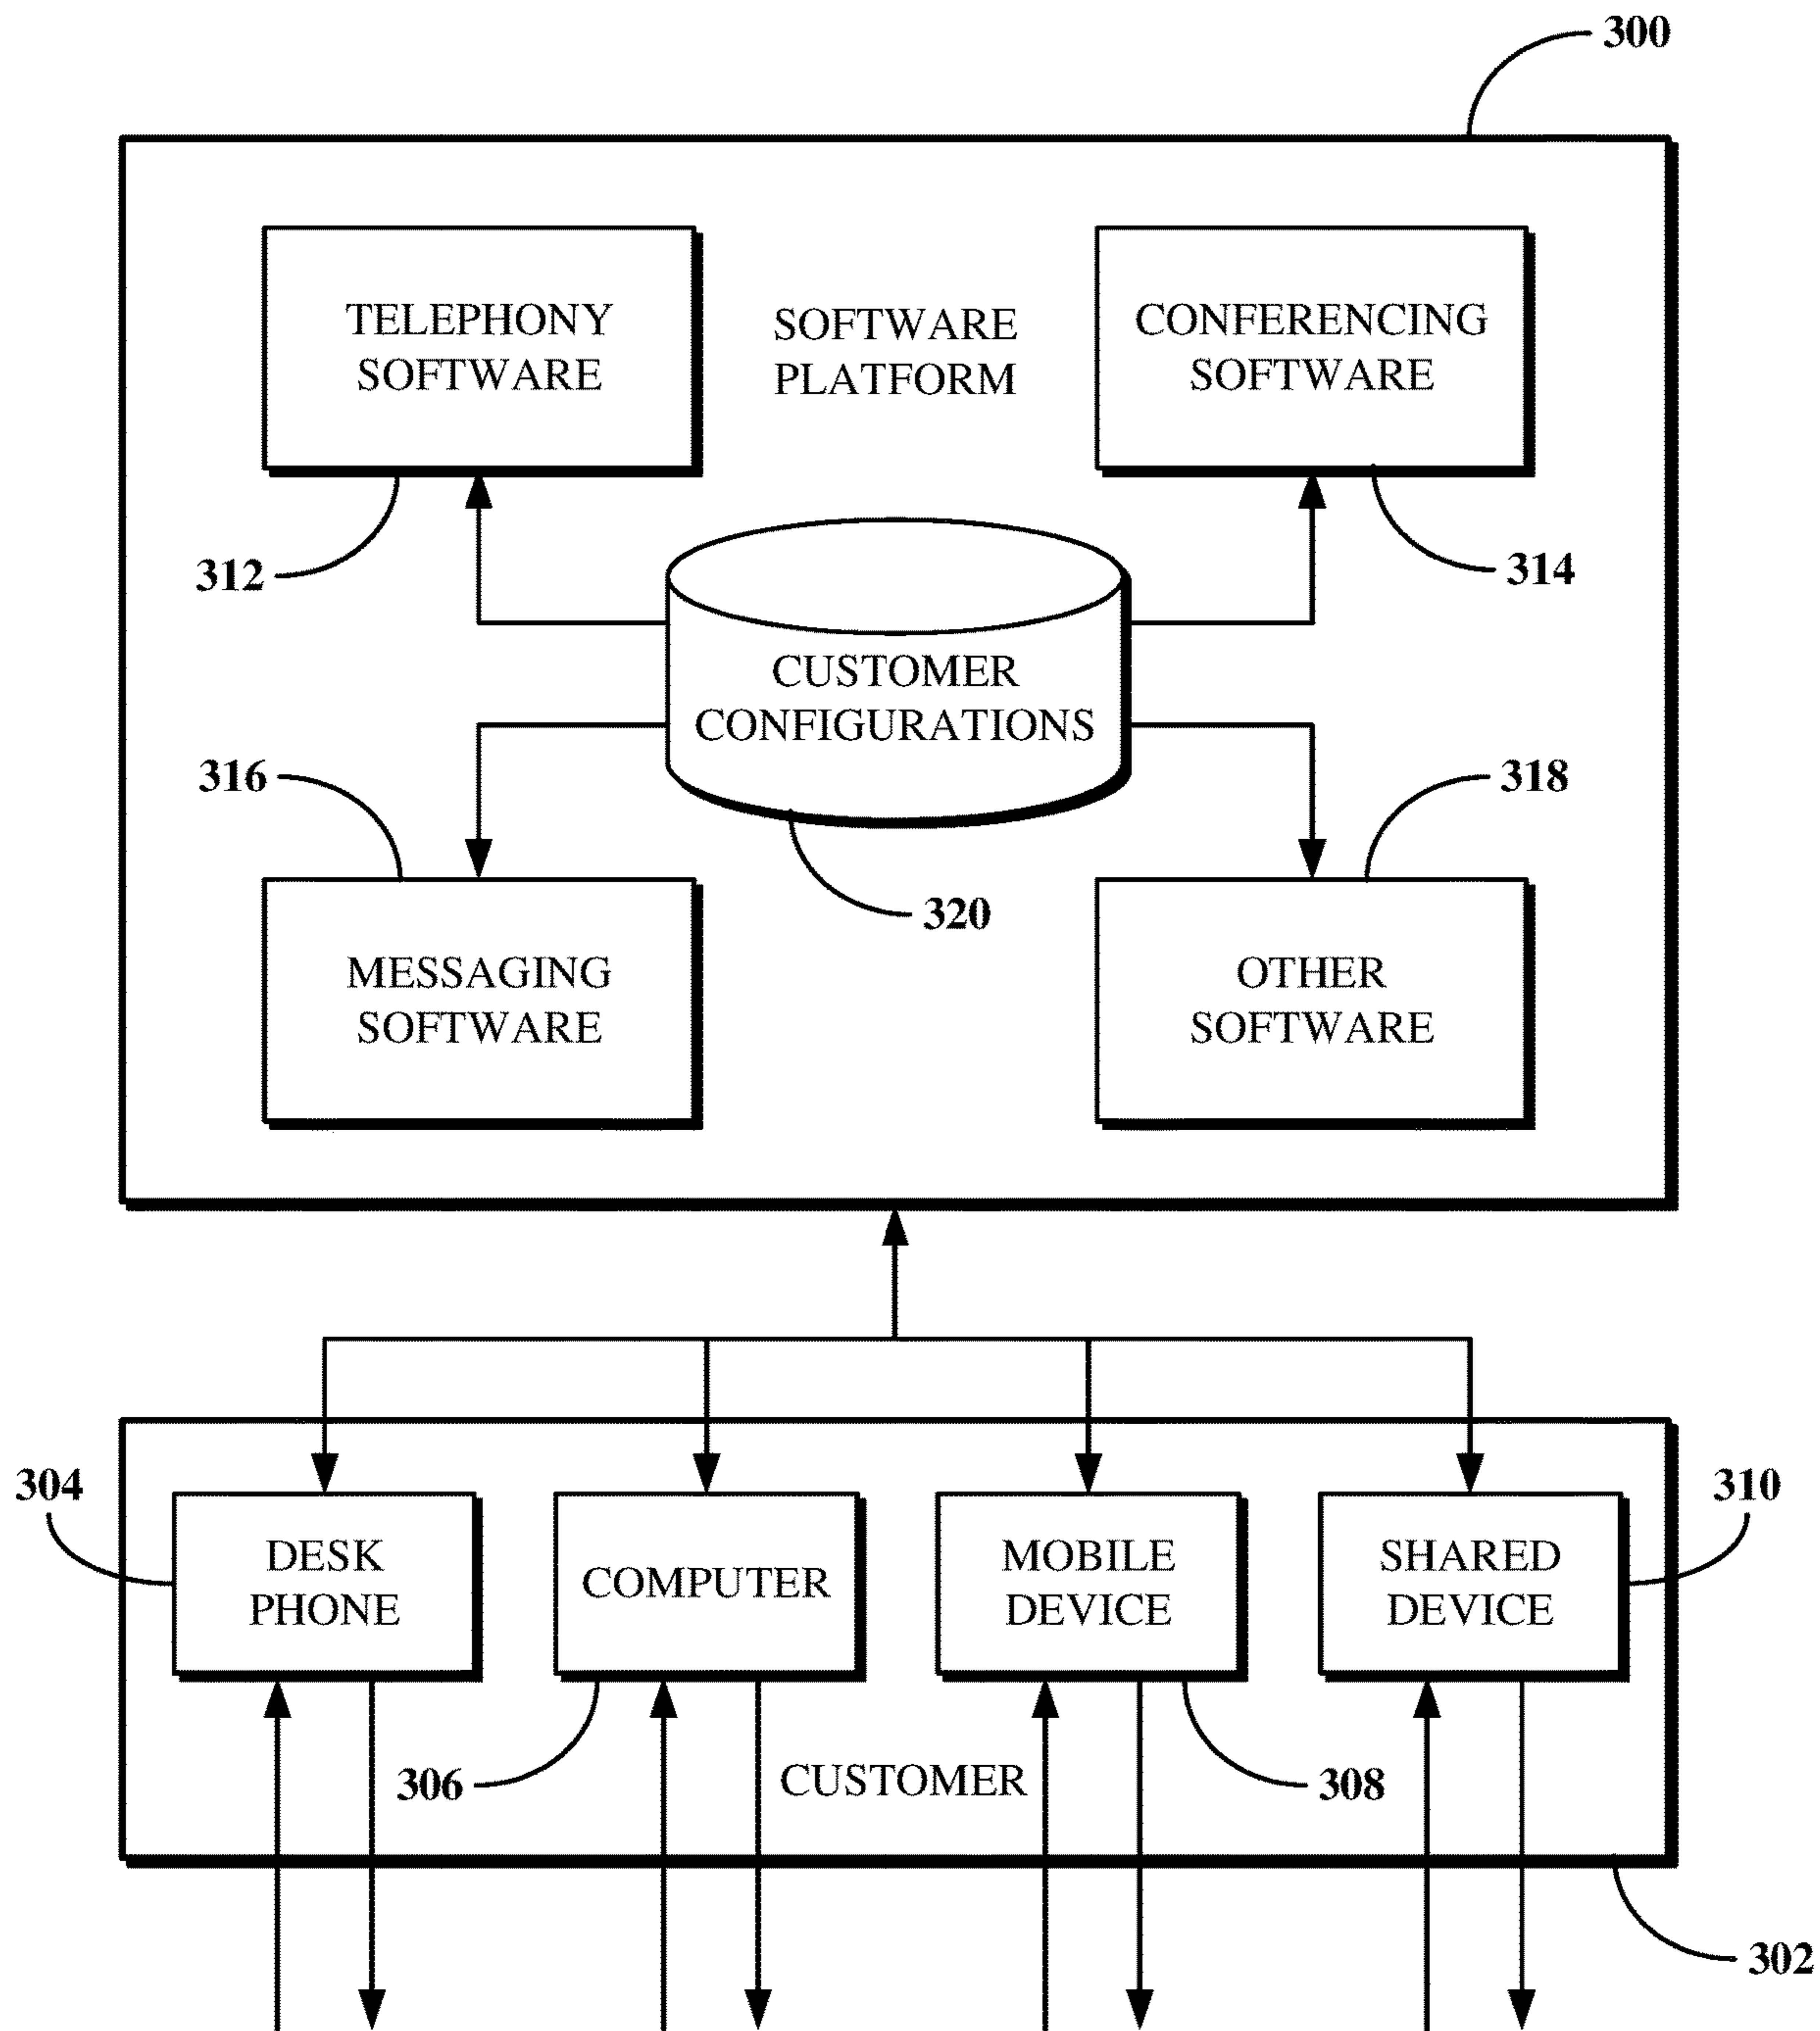 300
TELEPHONY
SOFTWARE
SOFTWARE
PLATFORM
CONFERENCING
SOFTWARE
312
314
CUSTOMER
CONFIGURATIONS
316
318
320
MESSAGING
SOFTWARE
OTHER
SOFTWARE
304
310
DESK
PHONE
COMPUTER
MOBILE
DEVICE
SHARED
DEVICE
306
CUSTOMER
308
302